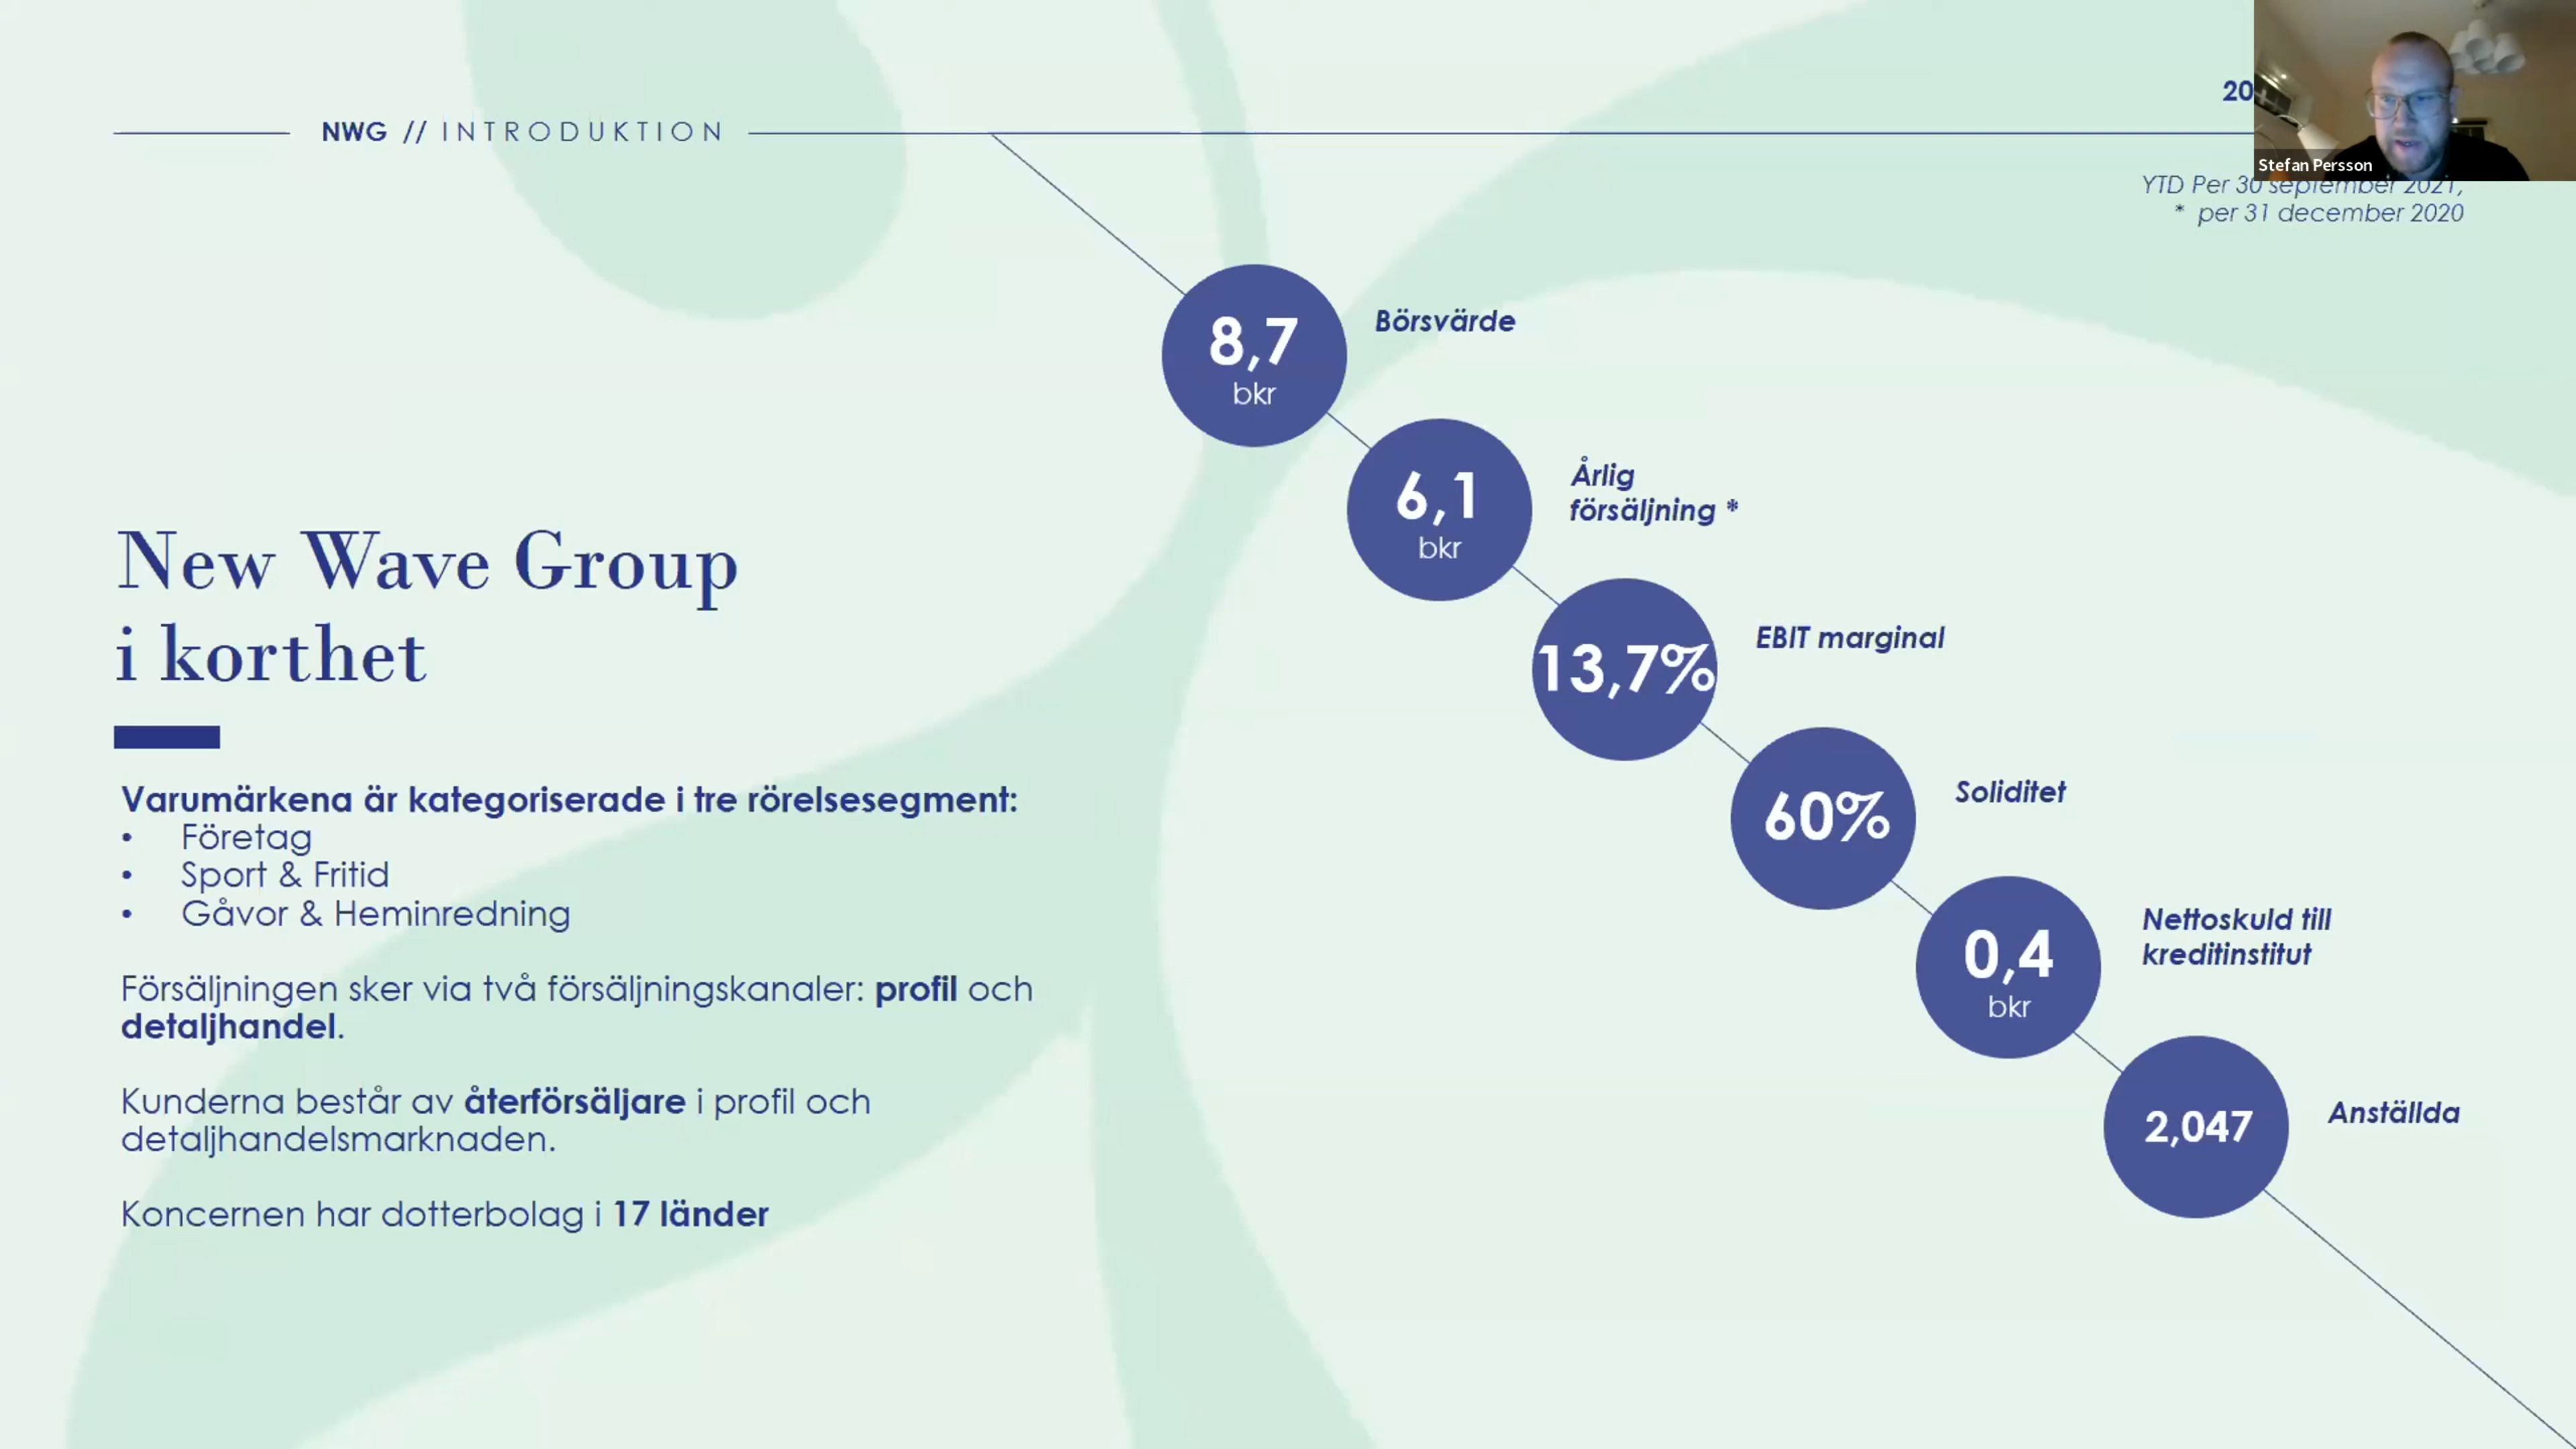 NWG // INTRODUKTION
20
Stefan Persson
YTD Per 30 september 2021,
* per 31 december 2020
8,7
bkr
Börsvärde
6,1
bkr
Årlig
försäljning *
13,7%
EBIT marginal
60%
Soliditet
0,4
bkr
Nettoskuld till
kreditinstitut
2,047
Anställda
New Wave Group
i korthet
Varumärkena är kategoriserade i tre rörelsesegment:
• Företag
• Sport & Fritid
• Gåvor & Heminredning
Försäljningen sker via två försäljningskanaler: profil och
detaljhandel.
Kunderna består av återförsäljare i profil och
detaljhandelsmarknaden.
Koncernen har dotterbolag i 17 länder